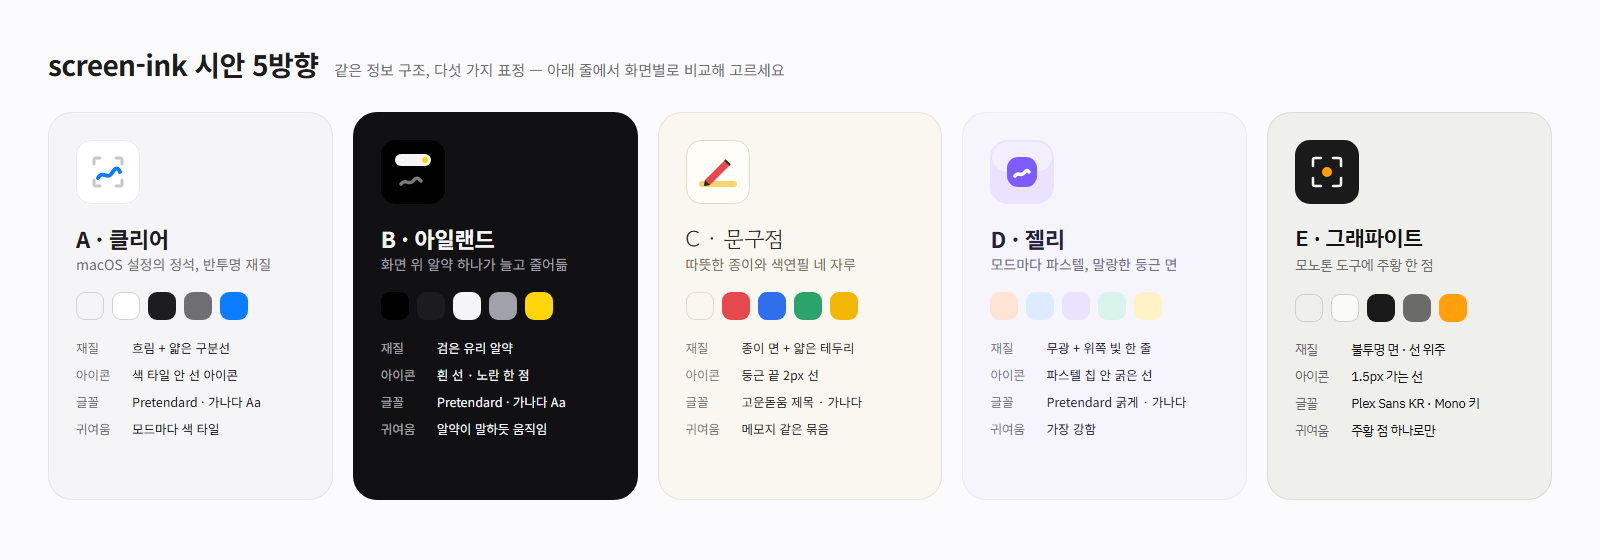 screen-ink 시안 5방향 같은 정보 구조, 다섯 가지 표정 — 아래 줄에서 화면별로 비교해 고르세요
A · 클리어
macOS 설정의 정석, 반투명 재질
재질 흐림 + 얇은 구분선
아이콘 색 타일 안 선 아이콘
글꼴 Pretendard · 가나다 Aa
귀여움 모드마다 색 타일
B · 아일랜드
화면 위 알약 하나가 늘고 줄어듦
재질 검은 유리 알약
아이콘 흰 선 · 노란 한 점
글꼴 Pretendard · 가나다 Aa
귀여움 알약이 말하듯 움직임
C · 문구점
따뜻한 종이와 색연필 네 자루
재질 종이 면 + 얇은 테두리
아이콘 둥근 끝 2px 선
글꼴 고운돋움 제목 · 가나다
귀여움 메모지 같은 묶음
D · 젤리
모드마다 파스텔, 말랑한 둥근 면
재질 무광 + 위쪽 빛 한 줄
아이콘 파스텔 칩 안 굵은 선
글꼴 Pretendard 굵게 · 가나다
귀여움 가장 강함
E · 그래파이트
모노톤 도구에 주황 한 점
재질 불투명 면 · 선 위주
아이콘 1.5px 가는 선
글꼴 Plex Sans KR · Mono 키
귀여움 주황 점 하나로만